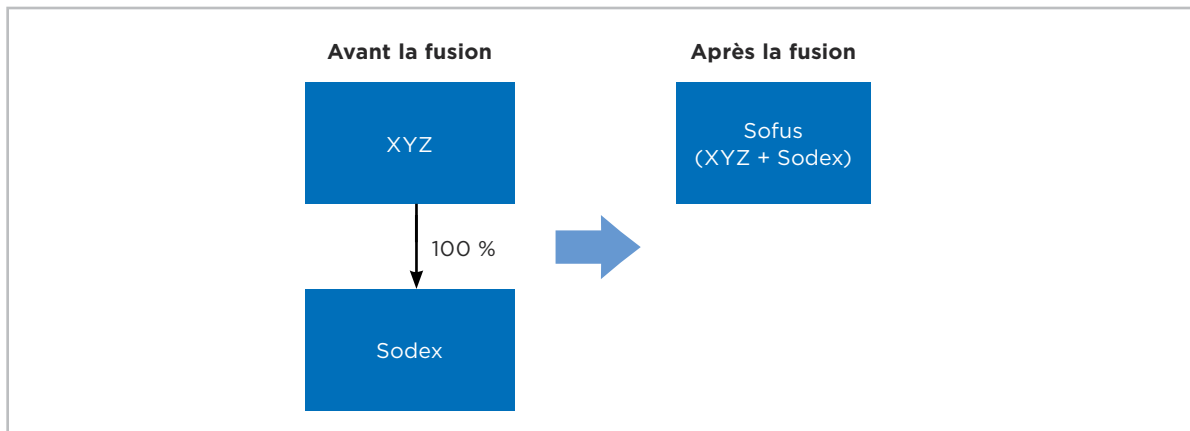 Avant la fusion
Après la fusion
XYZ
Sofus
(XYZ + Sodex)
100 %
Sodex